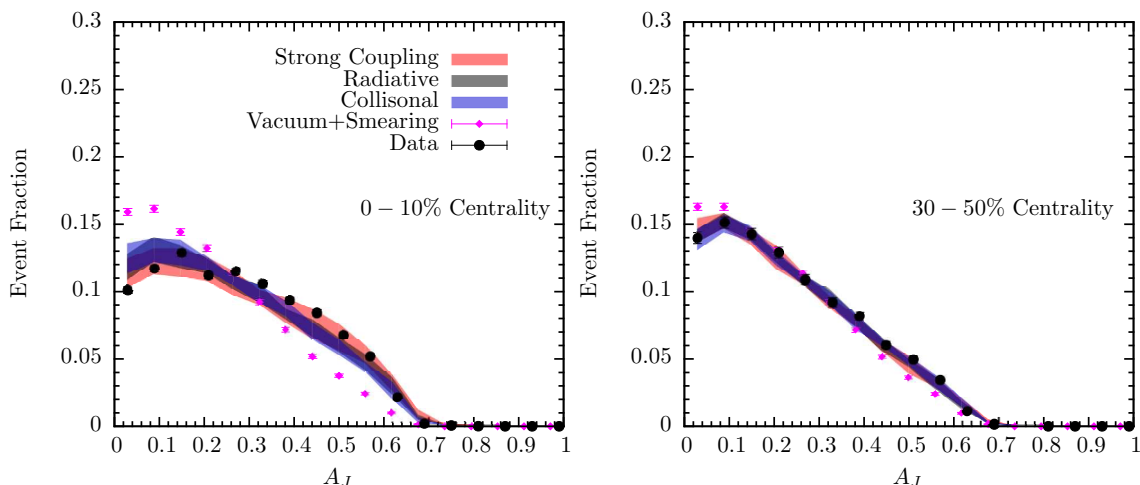 0.3
0.25
0.2
0.15
0.1
0.05
0
Event Fraction
Strong Coupling
Radiative
Collisonal
Vacuum+Smearing
Data
0 − 10% Centrality
0 0.1 0.2 0.3 0.4 0.5 0.6 0.7 0.8 0.9 1
A_J
0.3
0.25
0.2
0.15
0.1
0.05
0
Event Fraction
30 − 50% Centrality
0 0.1 0.2 0.3 0.4 0.5 0.6 0.7 0.8 0.9 1
A_J